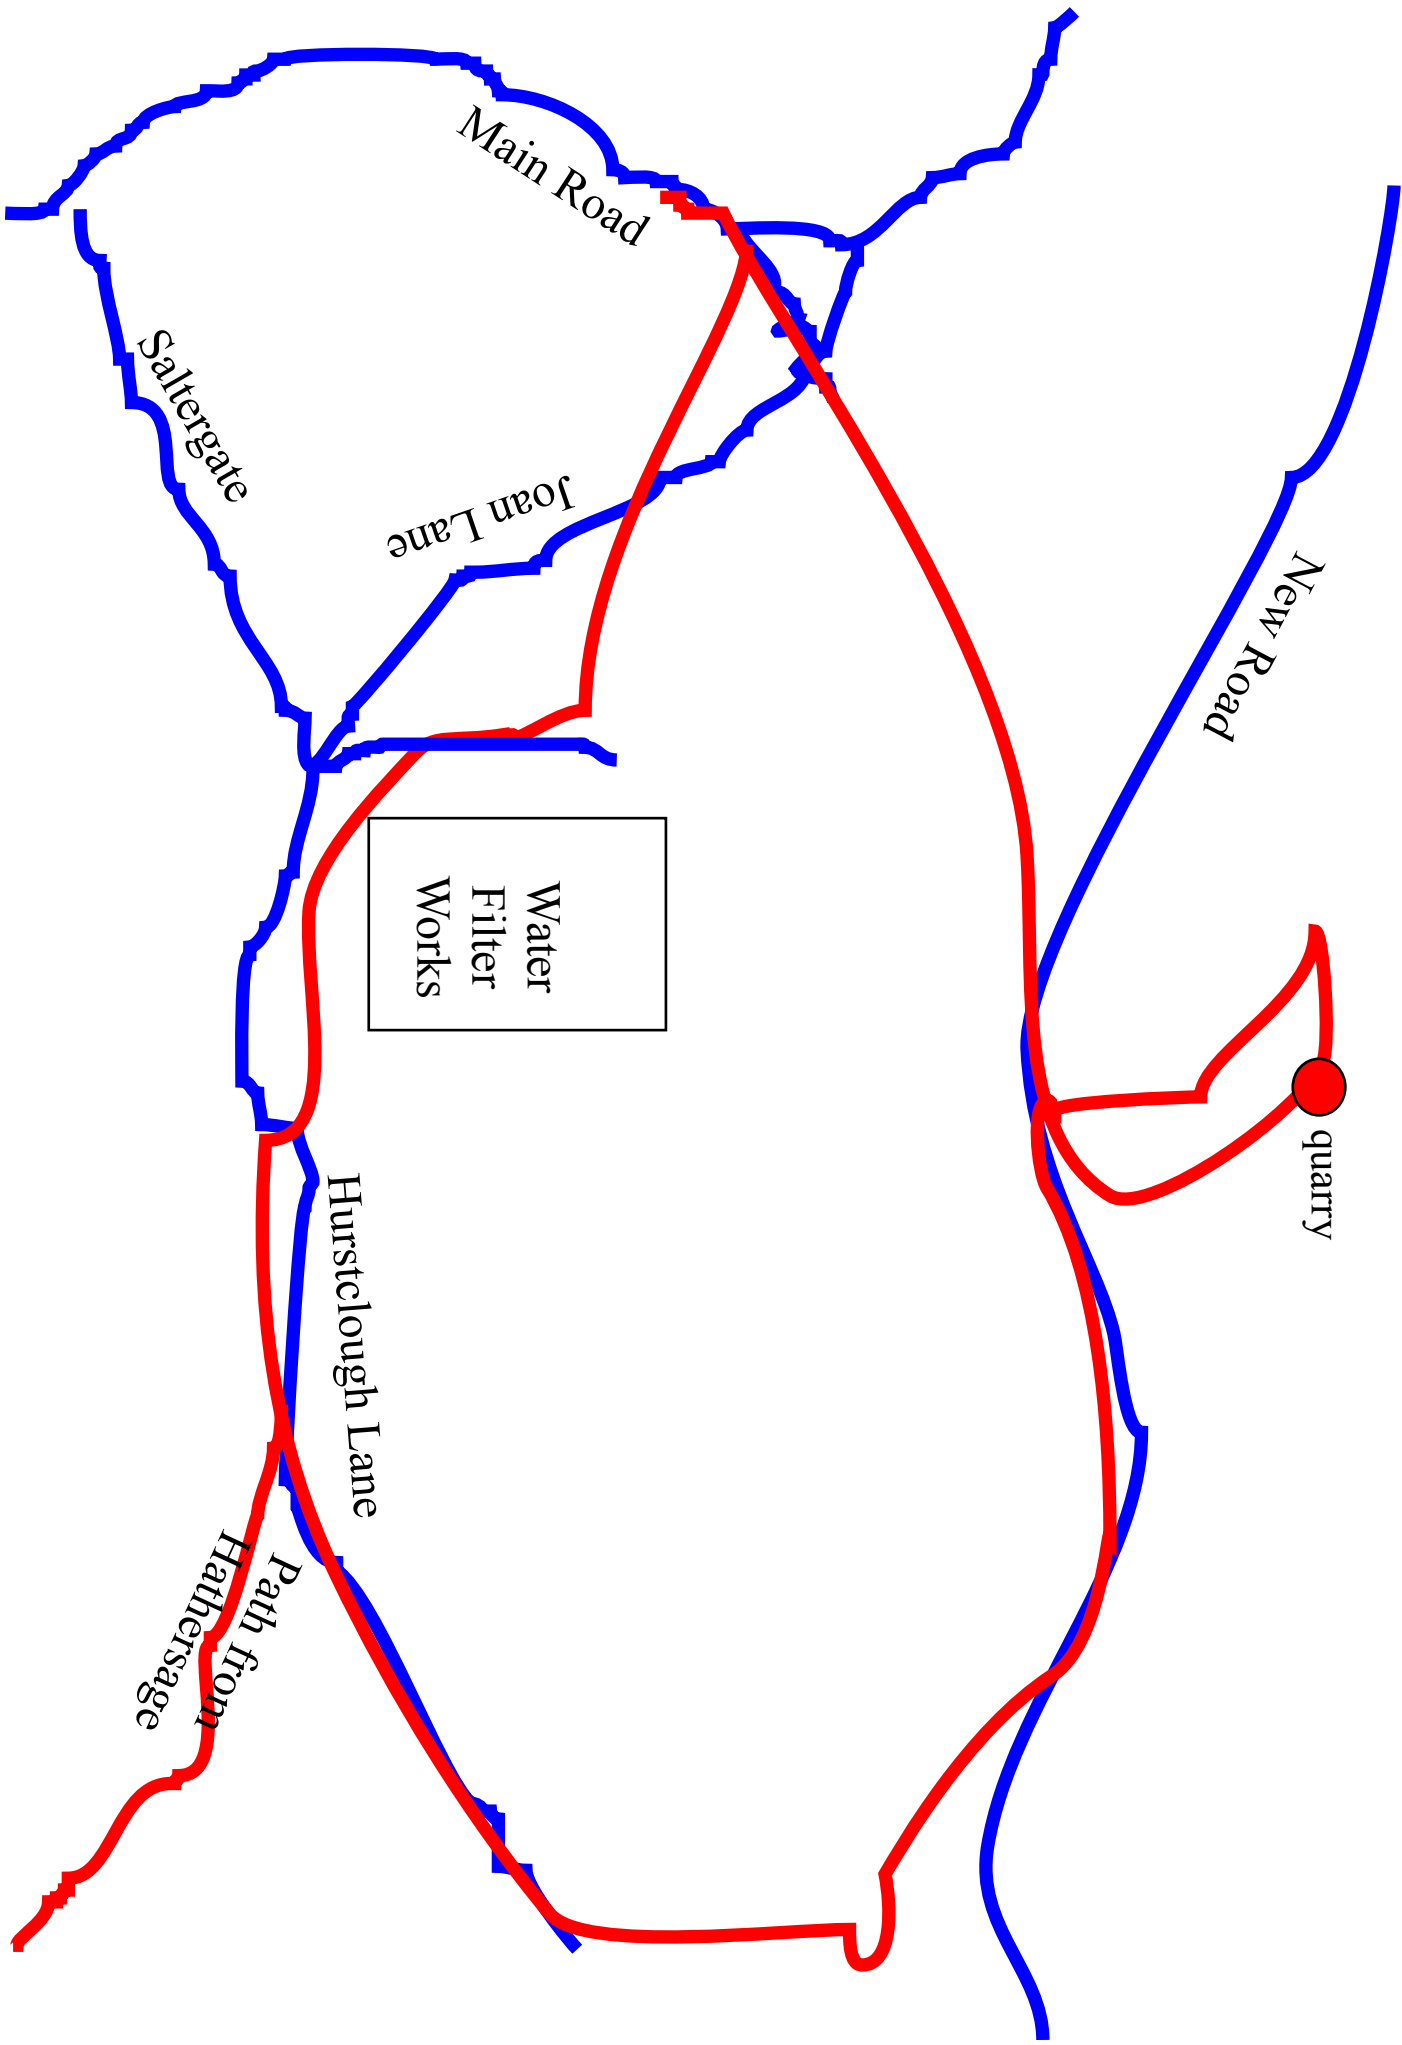 Main Road
Saltergate
Joan Lane
New Road
Water
Filter
Works
quarry
Hurstclough Lane
Path from
Hathersage